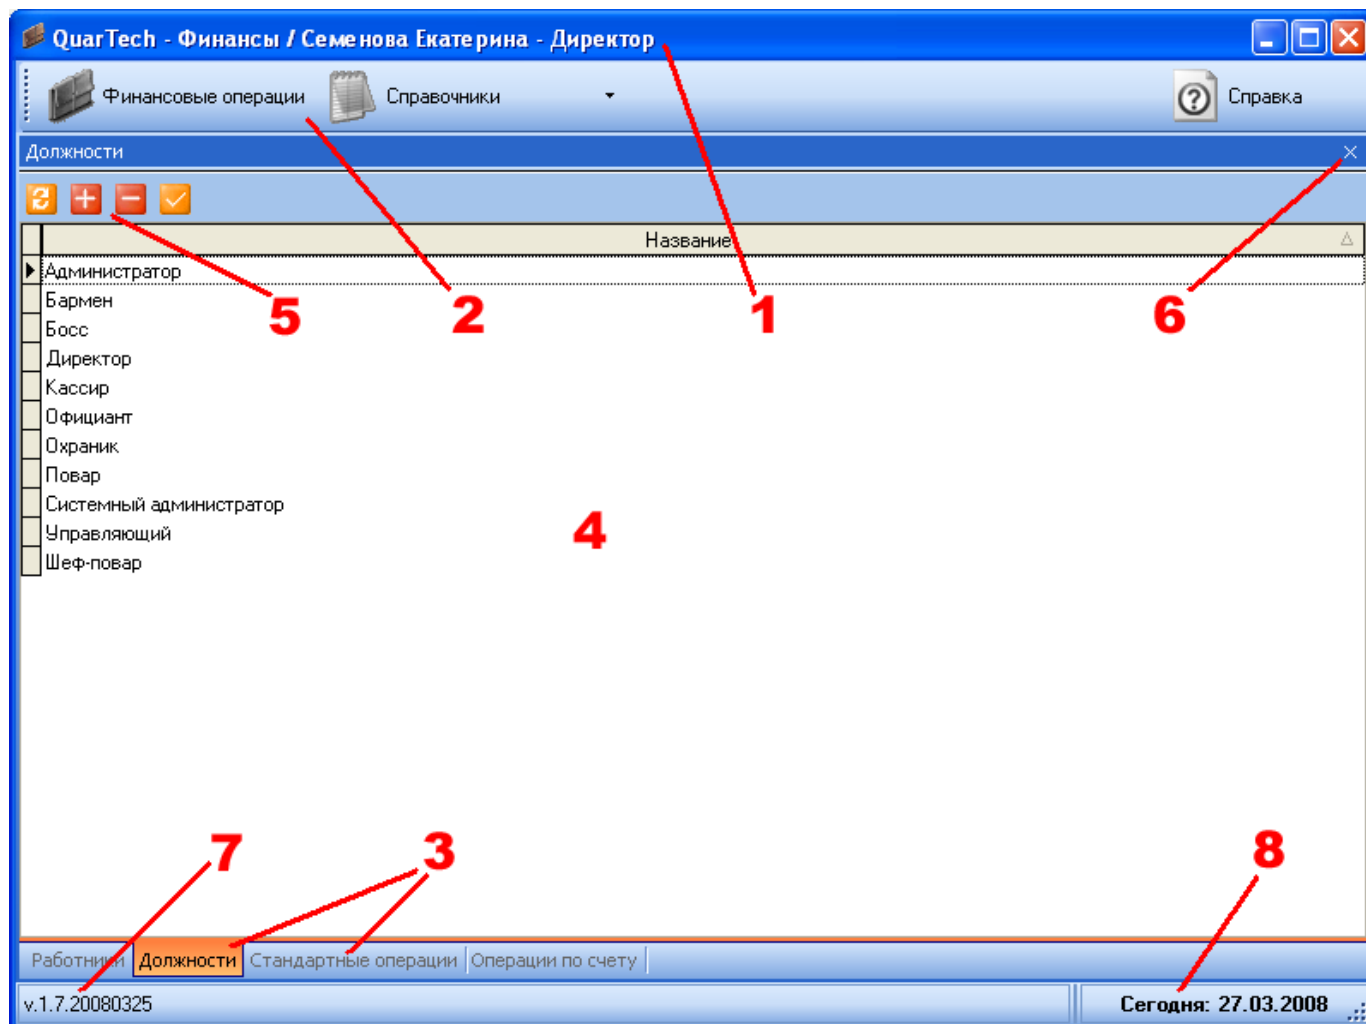 QuarTech - Финансы / Семенова Екатерина - Директор
Финансовые операции Справочники Справка
Должности
Название
Администратор
Бармен
5 2 1 6
Босс
Директор
Кассир
Официант
Охраник
Повар
Системный администратор
4
Управляющий
Шеф-повар
7 3 8
Работники Должности Стандартные операции Операции по счету
v.1.7.20080325 Сегодня: 27.03.2008